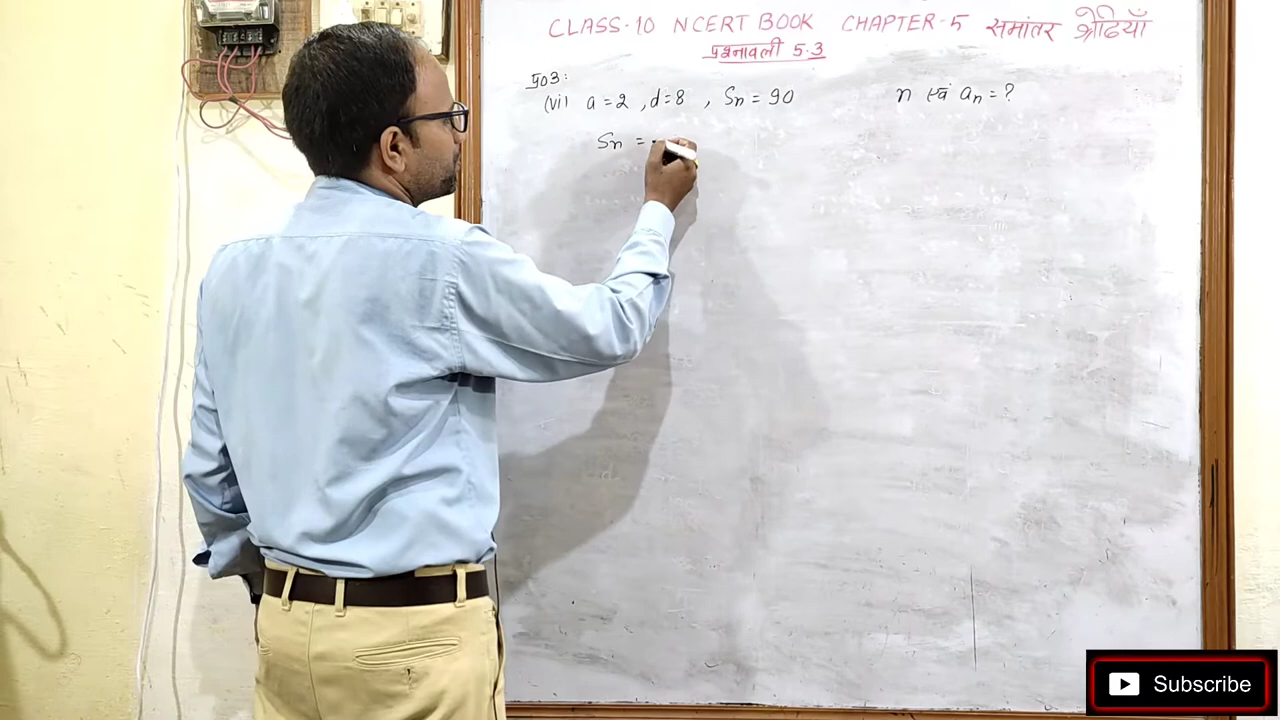 CLASS-10 NCERT BOOK CHAPTER-5 समांतर श्रेढियाँ
प्रश्नावली 5.3
प्र03:
(vii) a = 2 , d = 8 , Sn = 90 n एवं an = ?
Sn =
Subscribe